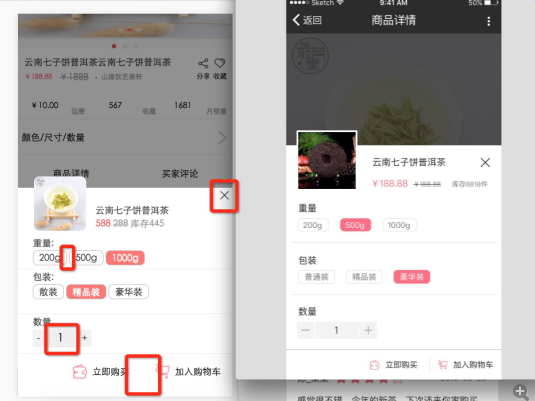 云南七子饼普洱茶云南七子饼普洱茶
￥188.88 ￥1888 • 山国饮艺茶轩
分享 收藏
￥10.00 运费 567 收藏 1681 月销量
颜色/尺寸/数量
商品详情 买家评论
云南七子饼普洱茶
588 288 库存445
重量:
200g 500g 1000g
包装:
散装 精品装 豪华装
数量
- 1 +
立即购买 加入购物车
Sketch 9:41 AM 50%
返回 商品详情
云南七子饼普洱茶
￥188.88 ￥188.88 库存8818件
重量
200g 500g 1000g
包装
普通装 精品装 豪华装
数量
1
立即购买 加入购物车